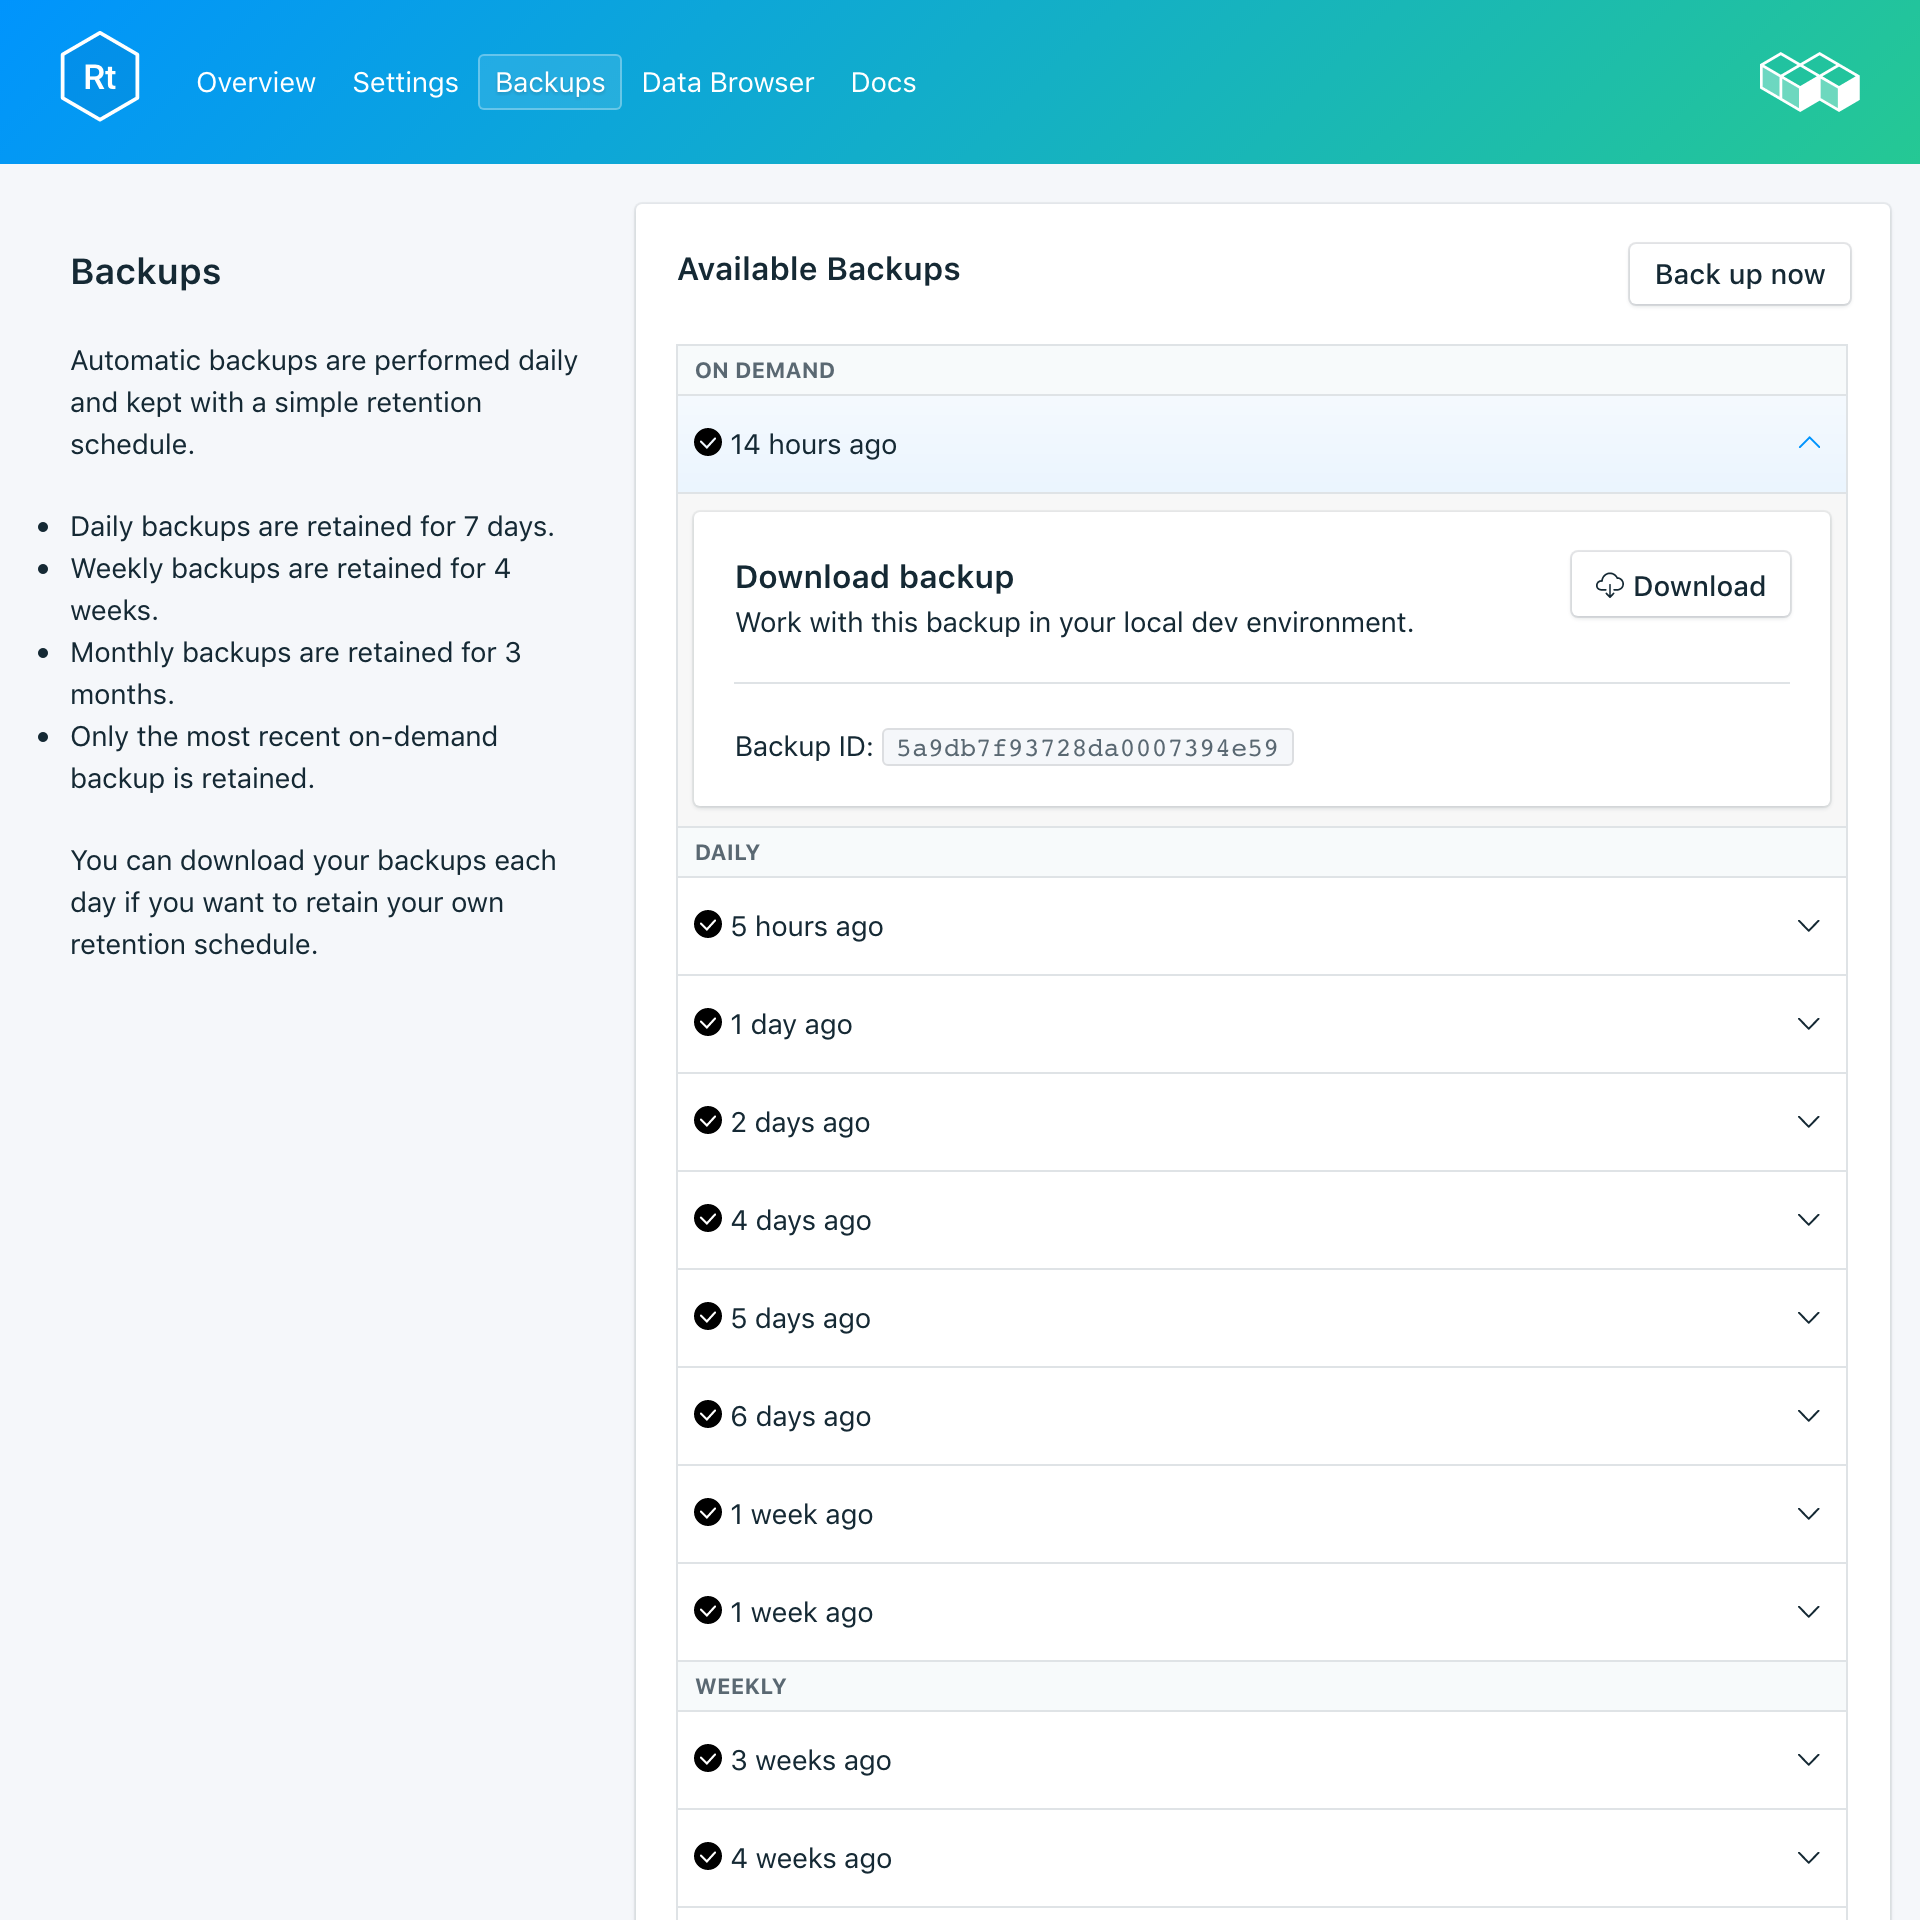 Rt
Overview
Settings
Backups
Data Browser
Docs
Backups
Automatic backups are performed daily
and kept with a simple retention
schedule.
Daily backups are retained for 7 days.
Weekly backups are retained for 4
weeks.
Monthly backups are retained for 3
months.
Only the most recent on-demand
backup is retained.
You can download your backups each
day if you want to retain your own
retention schedule.
Available Backups
Back up now
ON DEMAND
14 hours ago
Download backup
Work with this backup in your local dev environment.
Download
Backup ID: 5a9db7f93728da0007394e59
DAILY
5 hours ago
1 day ago
2 days ago
4 days ago
5 days ago
6 days ago
1 week ago
1 week ago
WEEKLY
3 weeks ago
4 weeks ago